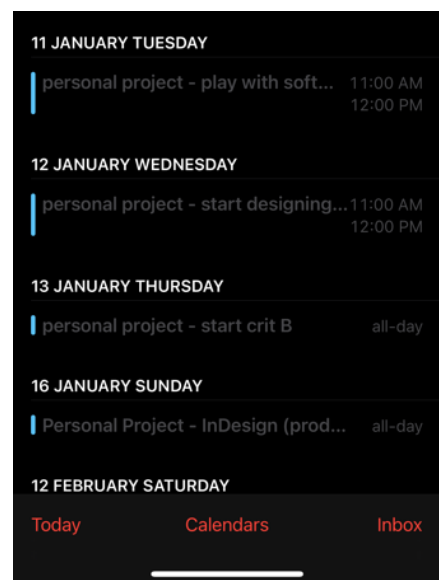 11 JANUARY TUESDAY
personal project - play with soft... 11:00 AM
12:00 PM
12 JANUARY WEDNESDAY
personal project - start designing... 11:00 AM
12:00 PM
13 JANUARY THURSDAY
personal project - start crit B all-day
16 JANUARY SUNDAY
Personal Project - InDesign (prod... all-day
12 FEBRUARY SATURDAY
Today Calendars Inbox